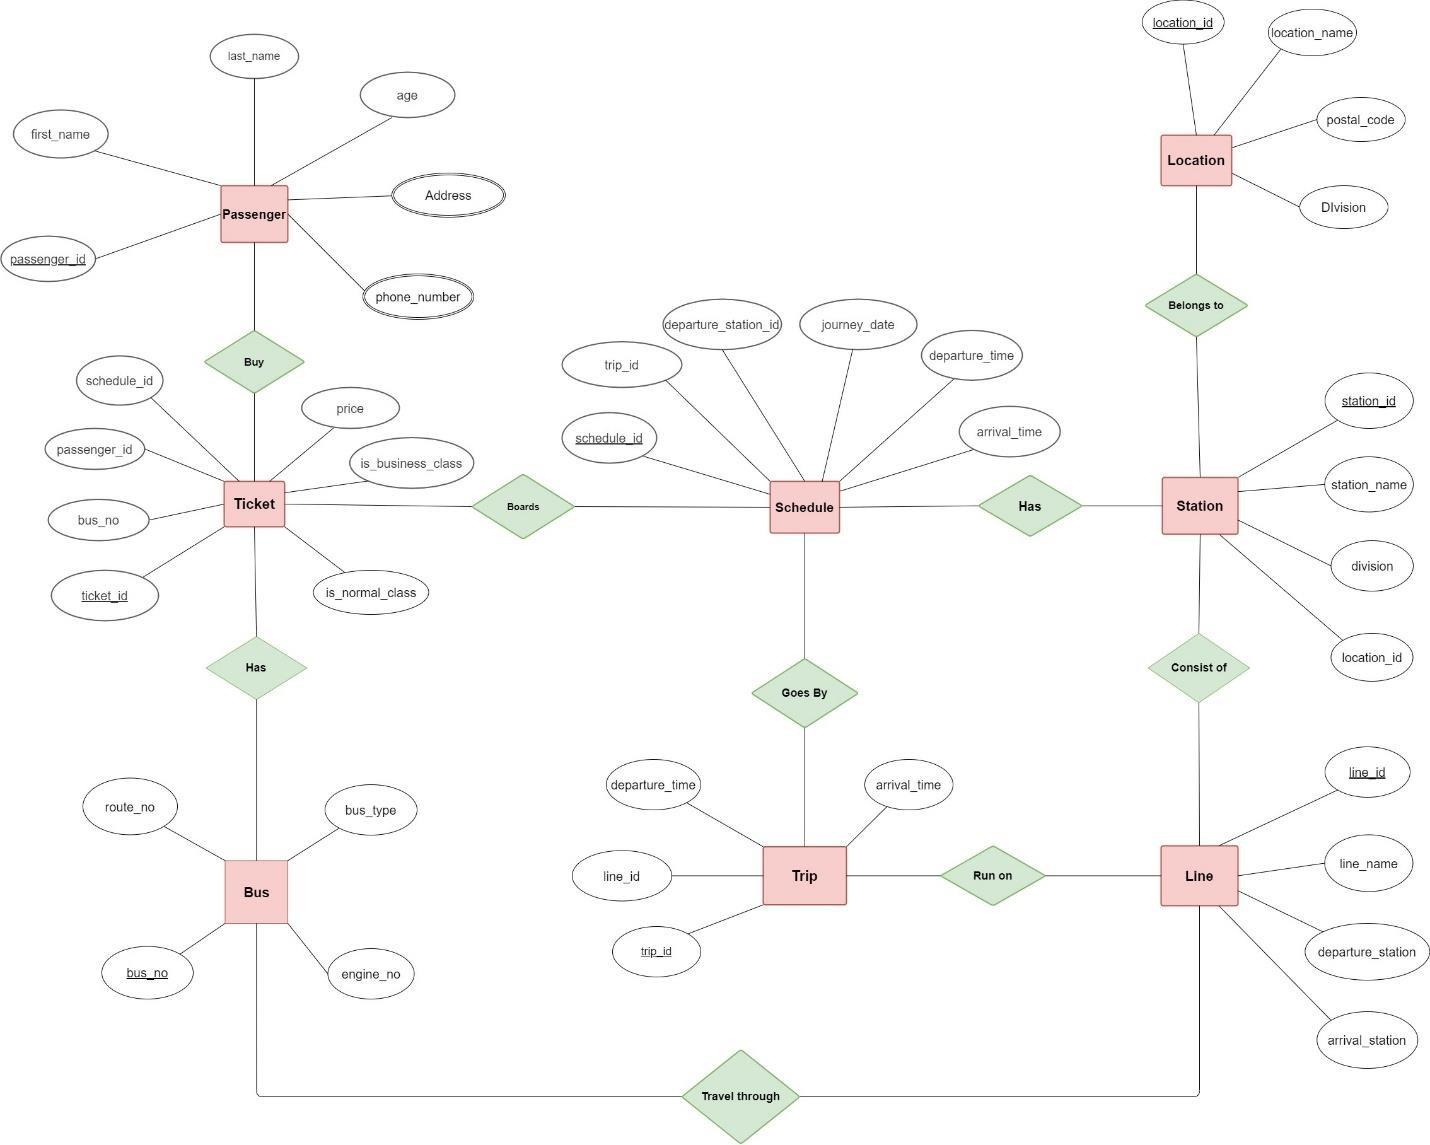 location_id
location_name
last_name
age
postal_code
first_name
Location
Address
DIvision
Passenger
passenger_id
phone_number
Belongs to
departure_station_id
journey_date
departure_time
trip_id
Buy
schedule_id
price
station_id
passenger_id
is_business_class
schedule_id
arrival_time
station_name
bus_no
Ticket
Boards
Schedule
Has
Station
division
ticket_id
is_normal_class
location_id
Has
Goes By
Consist of
route_no
bus_type
departure_time
arrival_time
line_id
Bus
line_id
Trip
Run on
Line
line_name
bus_no
engine_no
trip_id
departure_station
arrival_station
Travel through